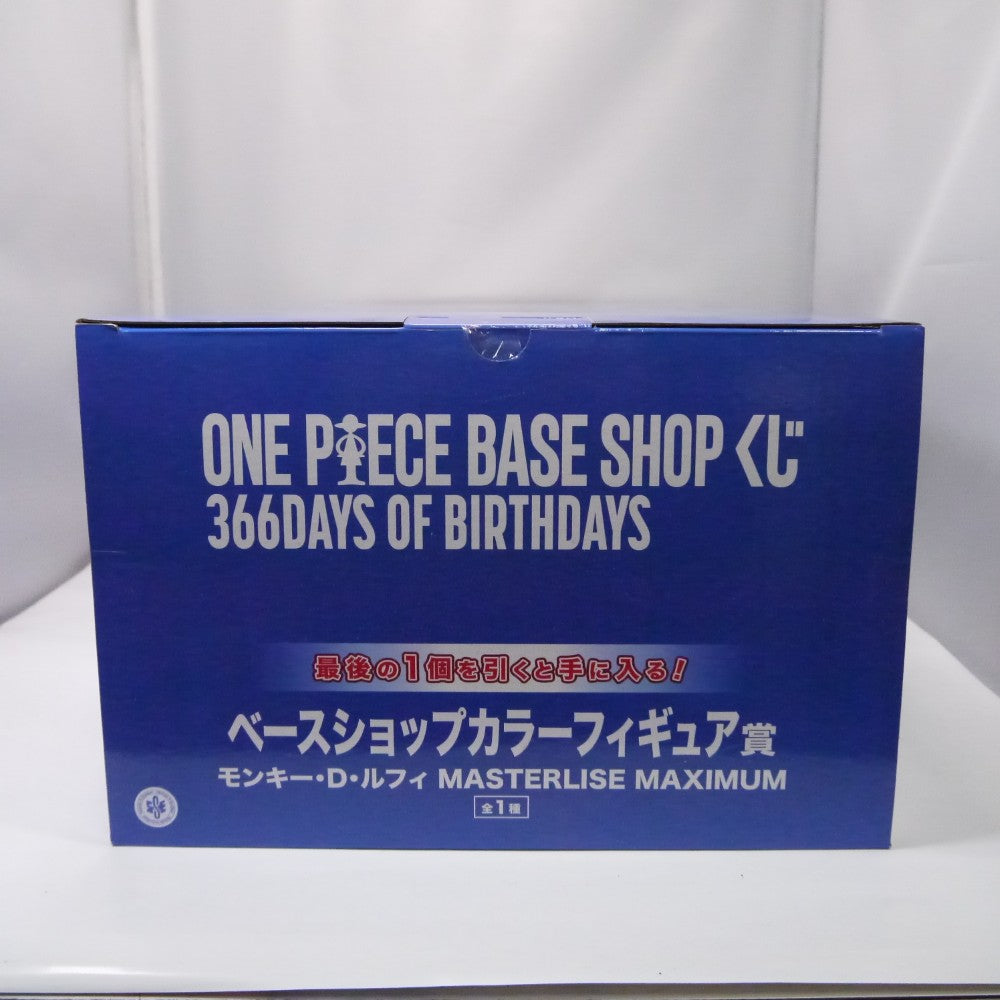 ONE PIECE BASE SHOP くじ
366DAYS OF BIRTHDAYS
最後の1個を引くと手に入る!
ベースショップカラーフィギュア賞
モンキー・D・ルフィ MASTERLISE MAXIMUM
全1種